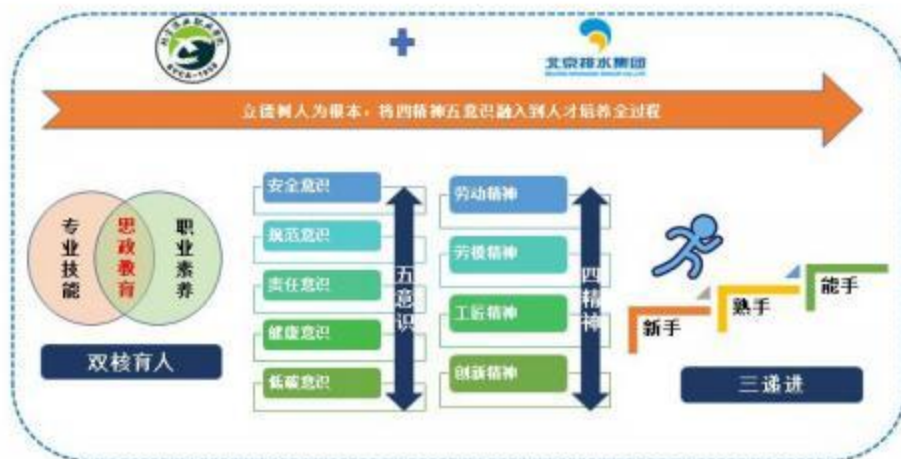 BVCA-1958
北京排水集团
立德树人为根本，将四精神五意识融入到人才培养全过程
专业技能
思政教育
职业素养
双核育人
安全意识
规范意识
责任意识
健康意识
低碳意识
五意识
劳动精神
劳模精神
工匠精神
创新精神
四精神
新手
熟手
能手
三递进